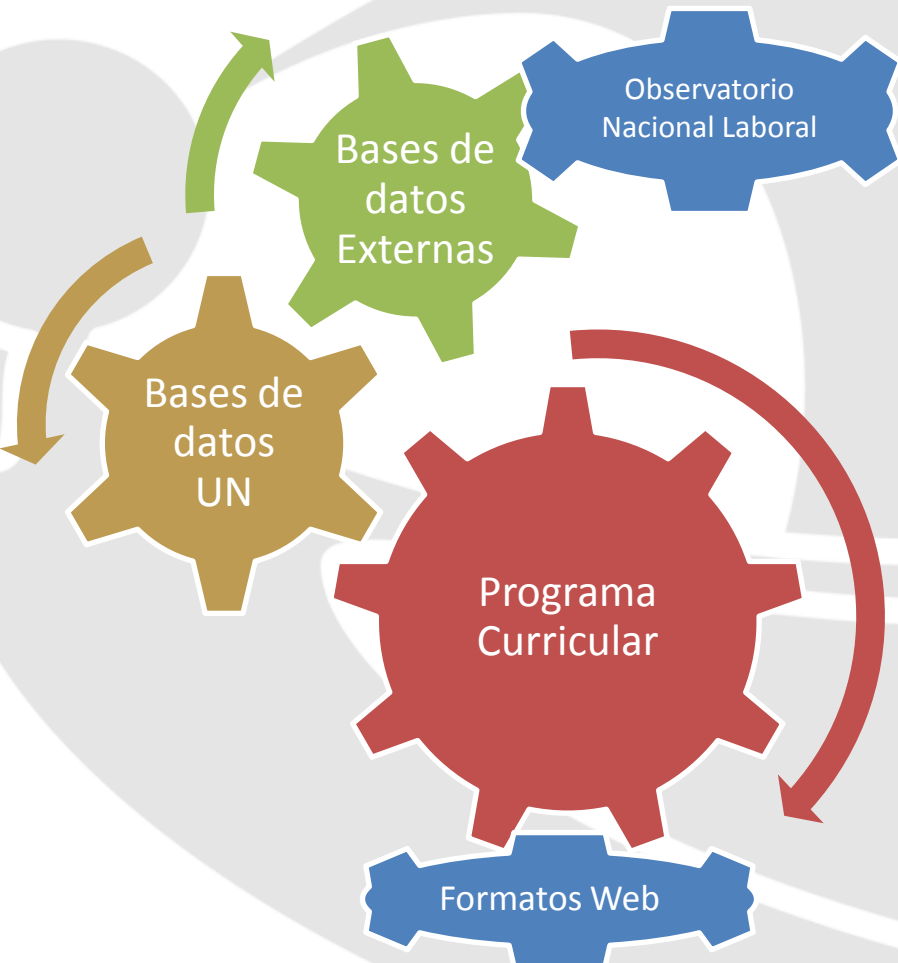 Observatorio
Nacional Laboral
Bases de
datos
Externas
Bases de
datos
UN
Programa
Curricular
Formatos Web